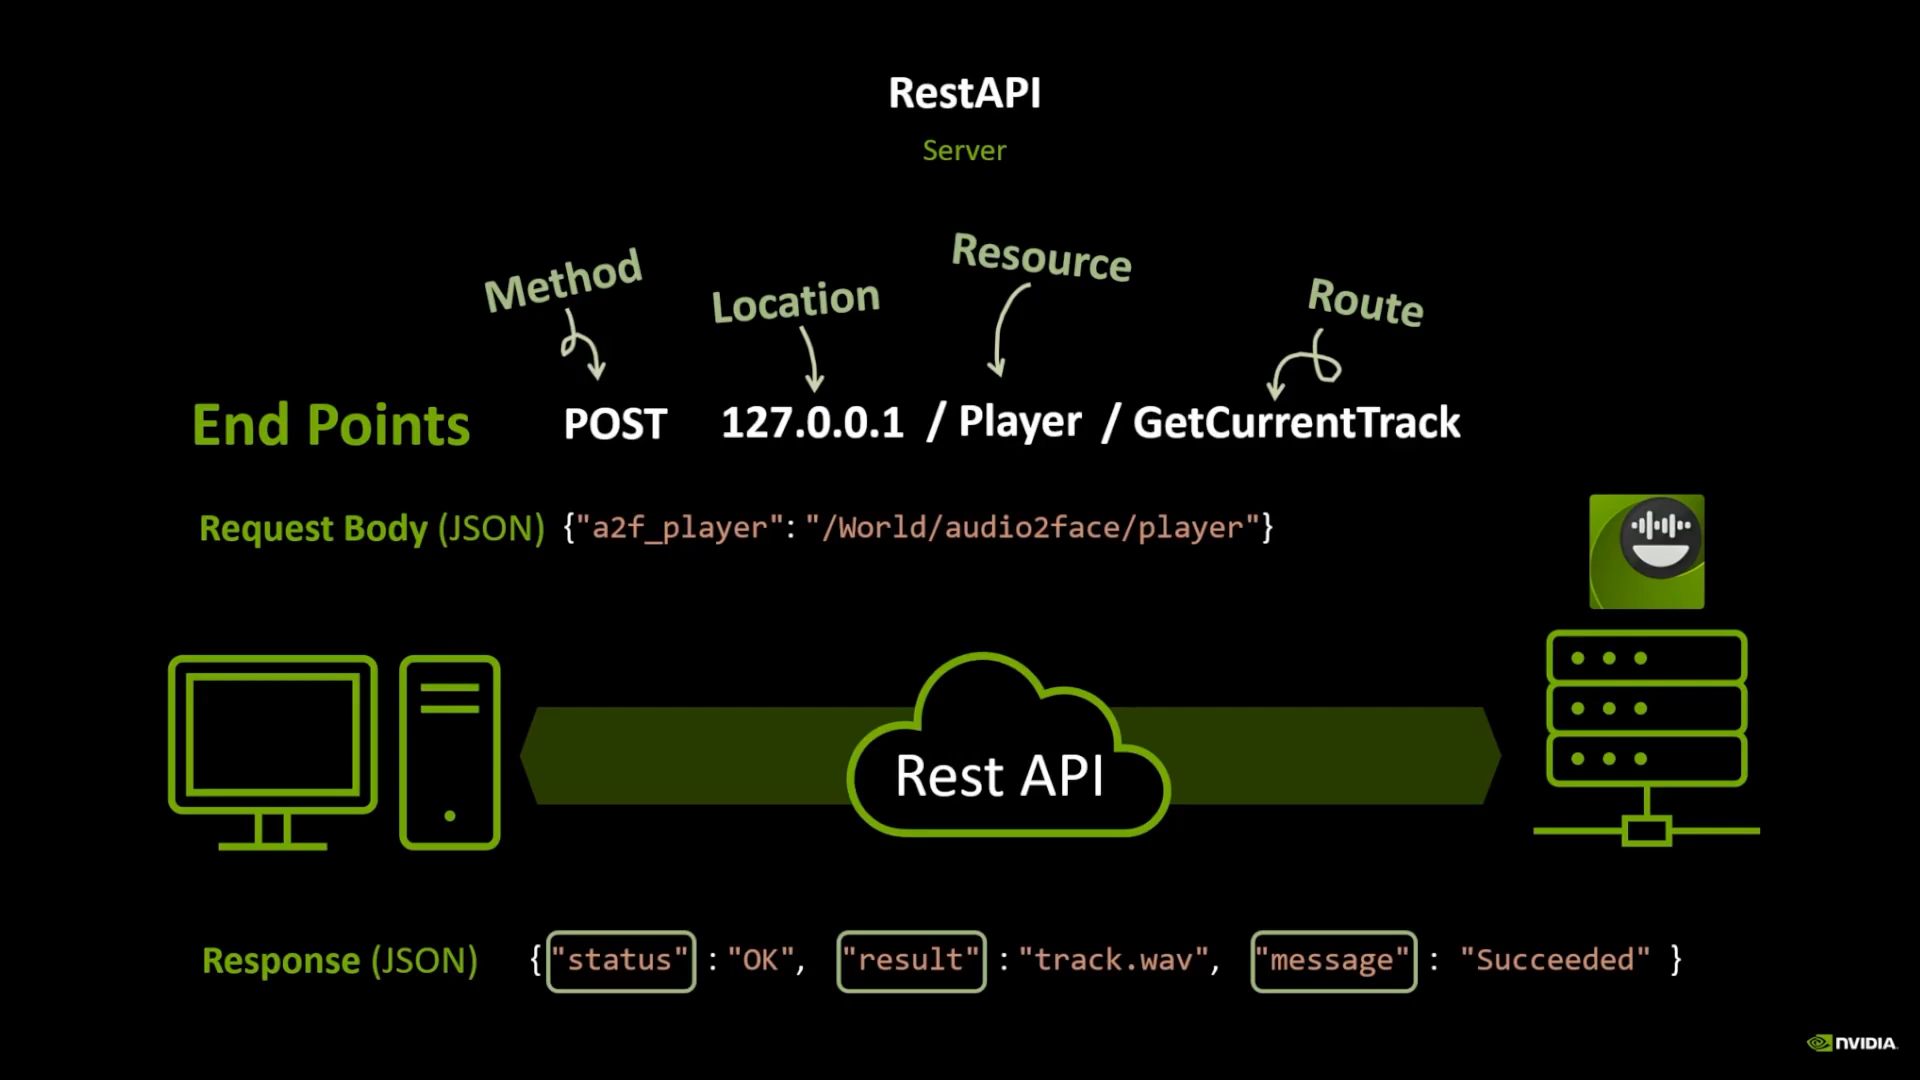 RestAPI
Server
Method
Location
Resource
Route
End Points POST 127.0.0.1 / Player / GetCurrentTrack
Request Body (JSON) {"a2f_player": "/World/audio2face/player"}
Rest API
Response (JSON) {"status" : "OK", "result" : "track.wav", "message" : "Succeeded" }
NVIDIA